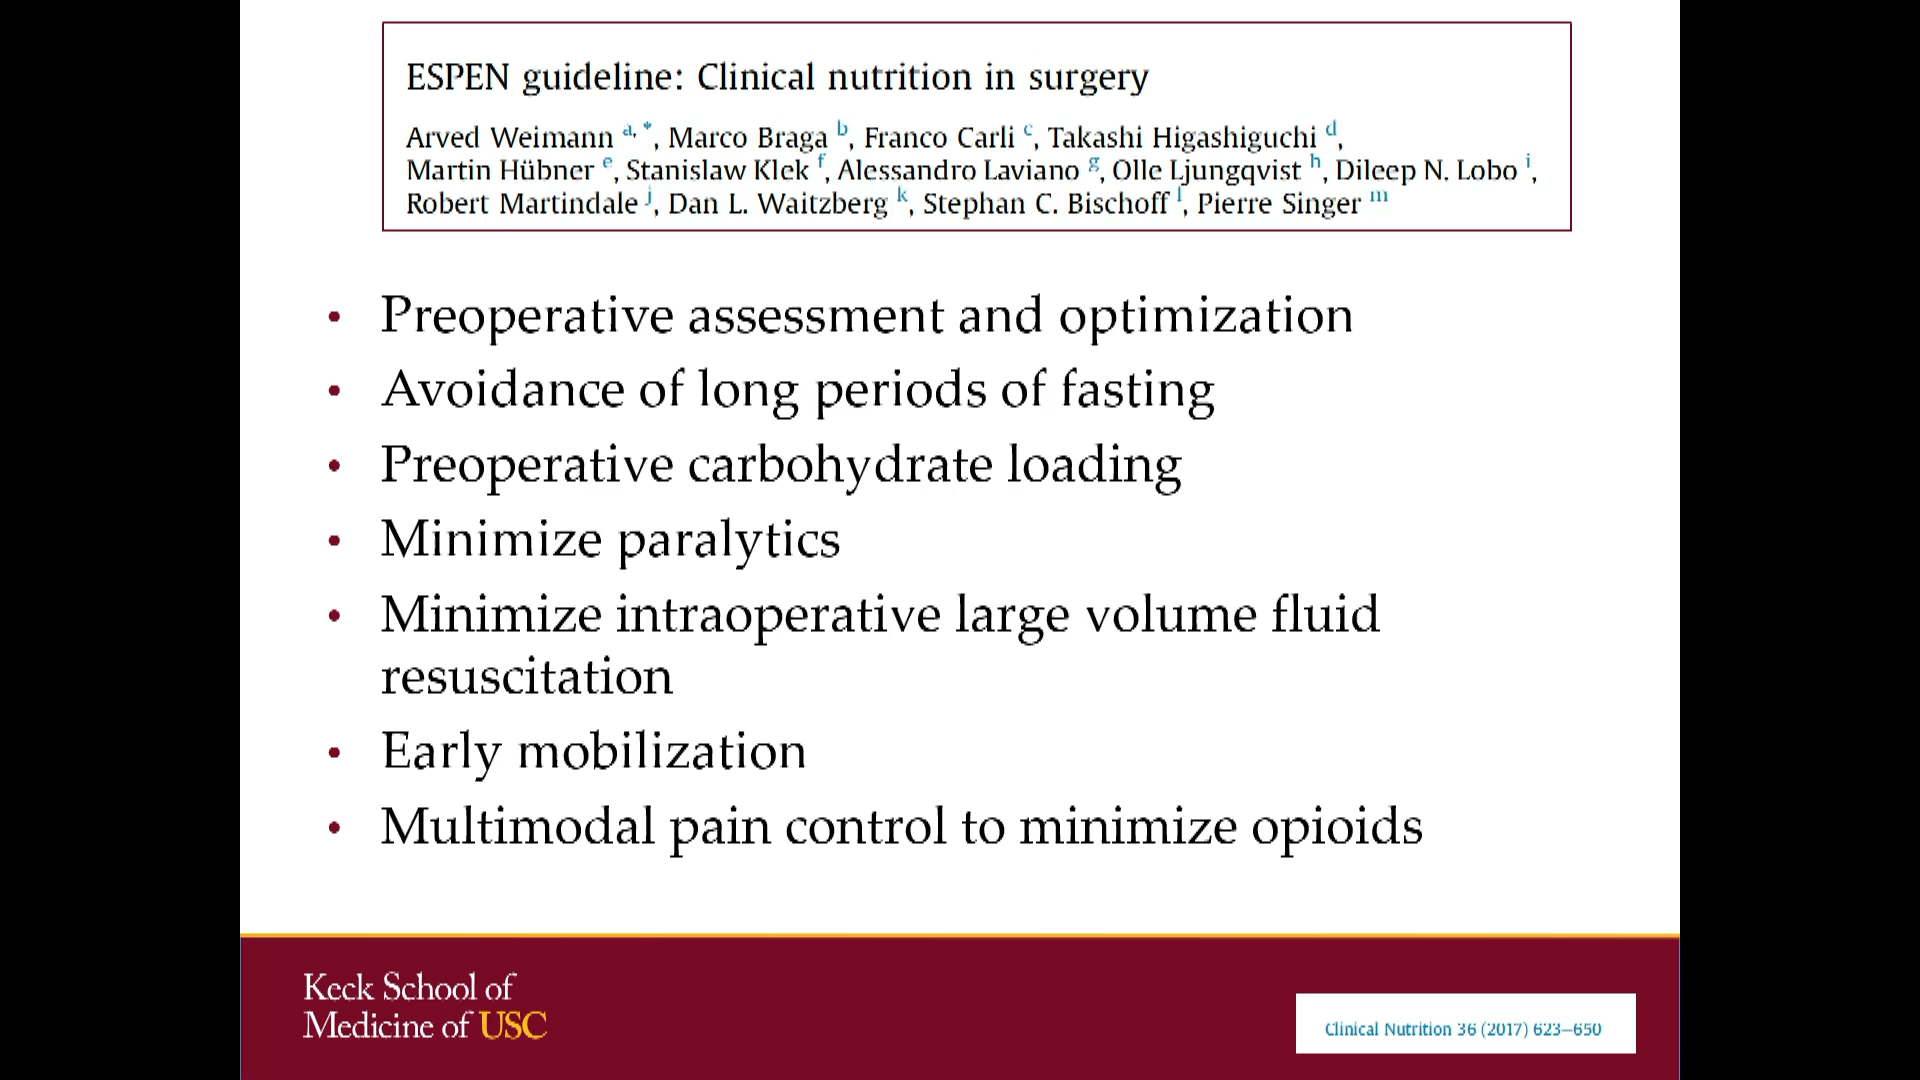 ESPEN guideline: Clinical nutrition in surgery
Arved Weimann a, *, Marco Braga b, Franco Carli c, Takashi Higashiguchi d,
Martin Hübner e, Stanislaw Klek f, Alessandro Laviano g, Olle Ljungqvist h, Dileep N. Lobo i,
Robert Martindale j, Dan L. Waitzberg k, Stephan C. Bischoff l, Pierre Singer m
• Preoperative assessment and optimization
• Avoidance of long periods of fasting
• Preoperative carbohydrate loading
• Minimize paralytics
• Minimize intraoperative large volume fluid
resuscitation
• Early mobilization
• Multimodal pain control to minimize opioids
Keck School of
Medicine of USC
Clinical Nutrition 36 (2017) 623–650